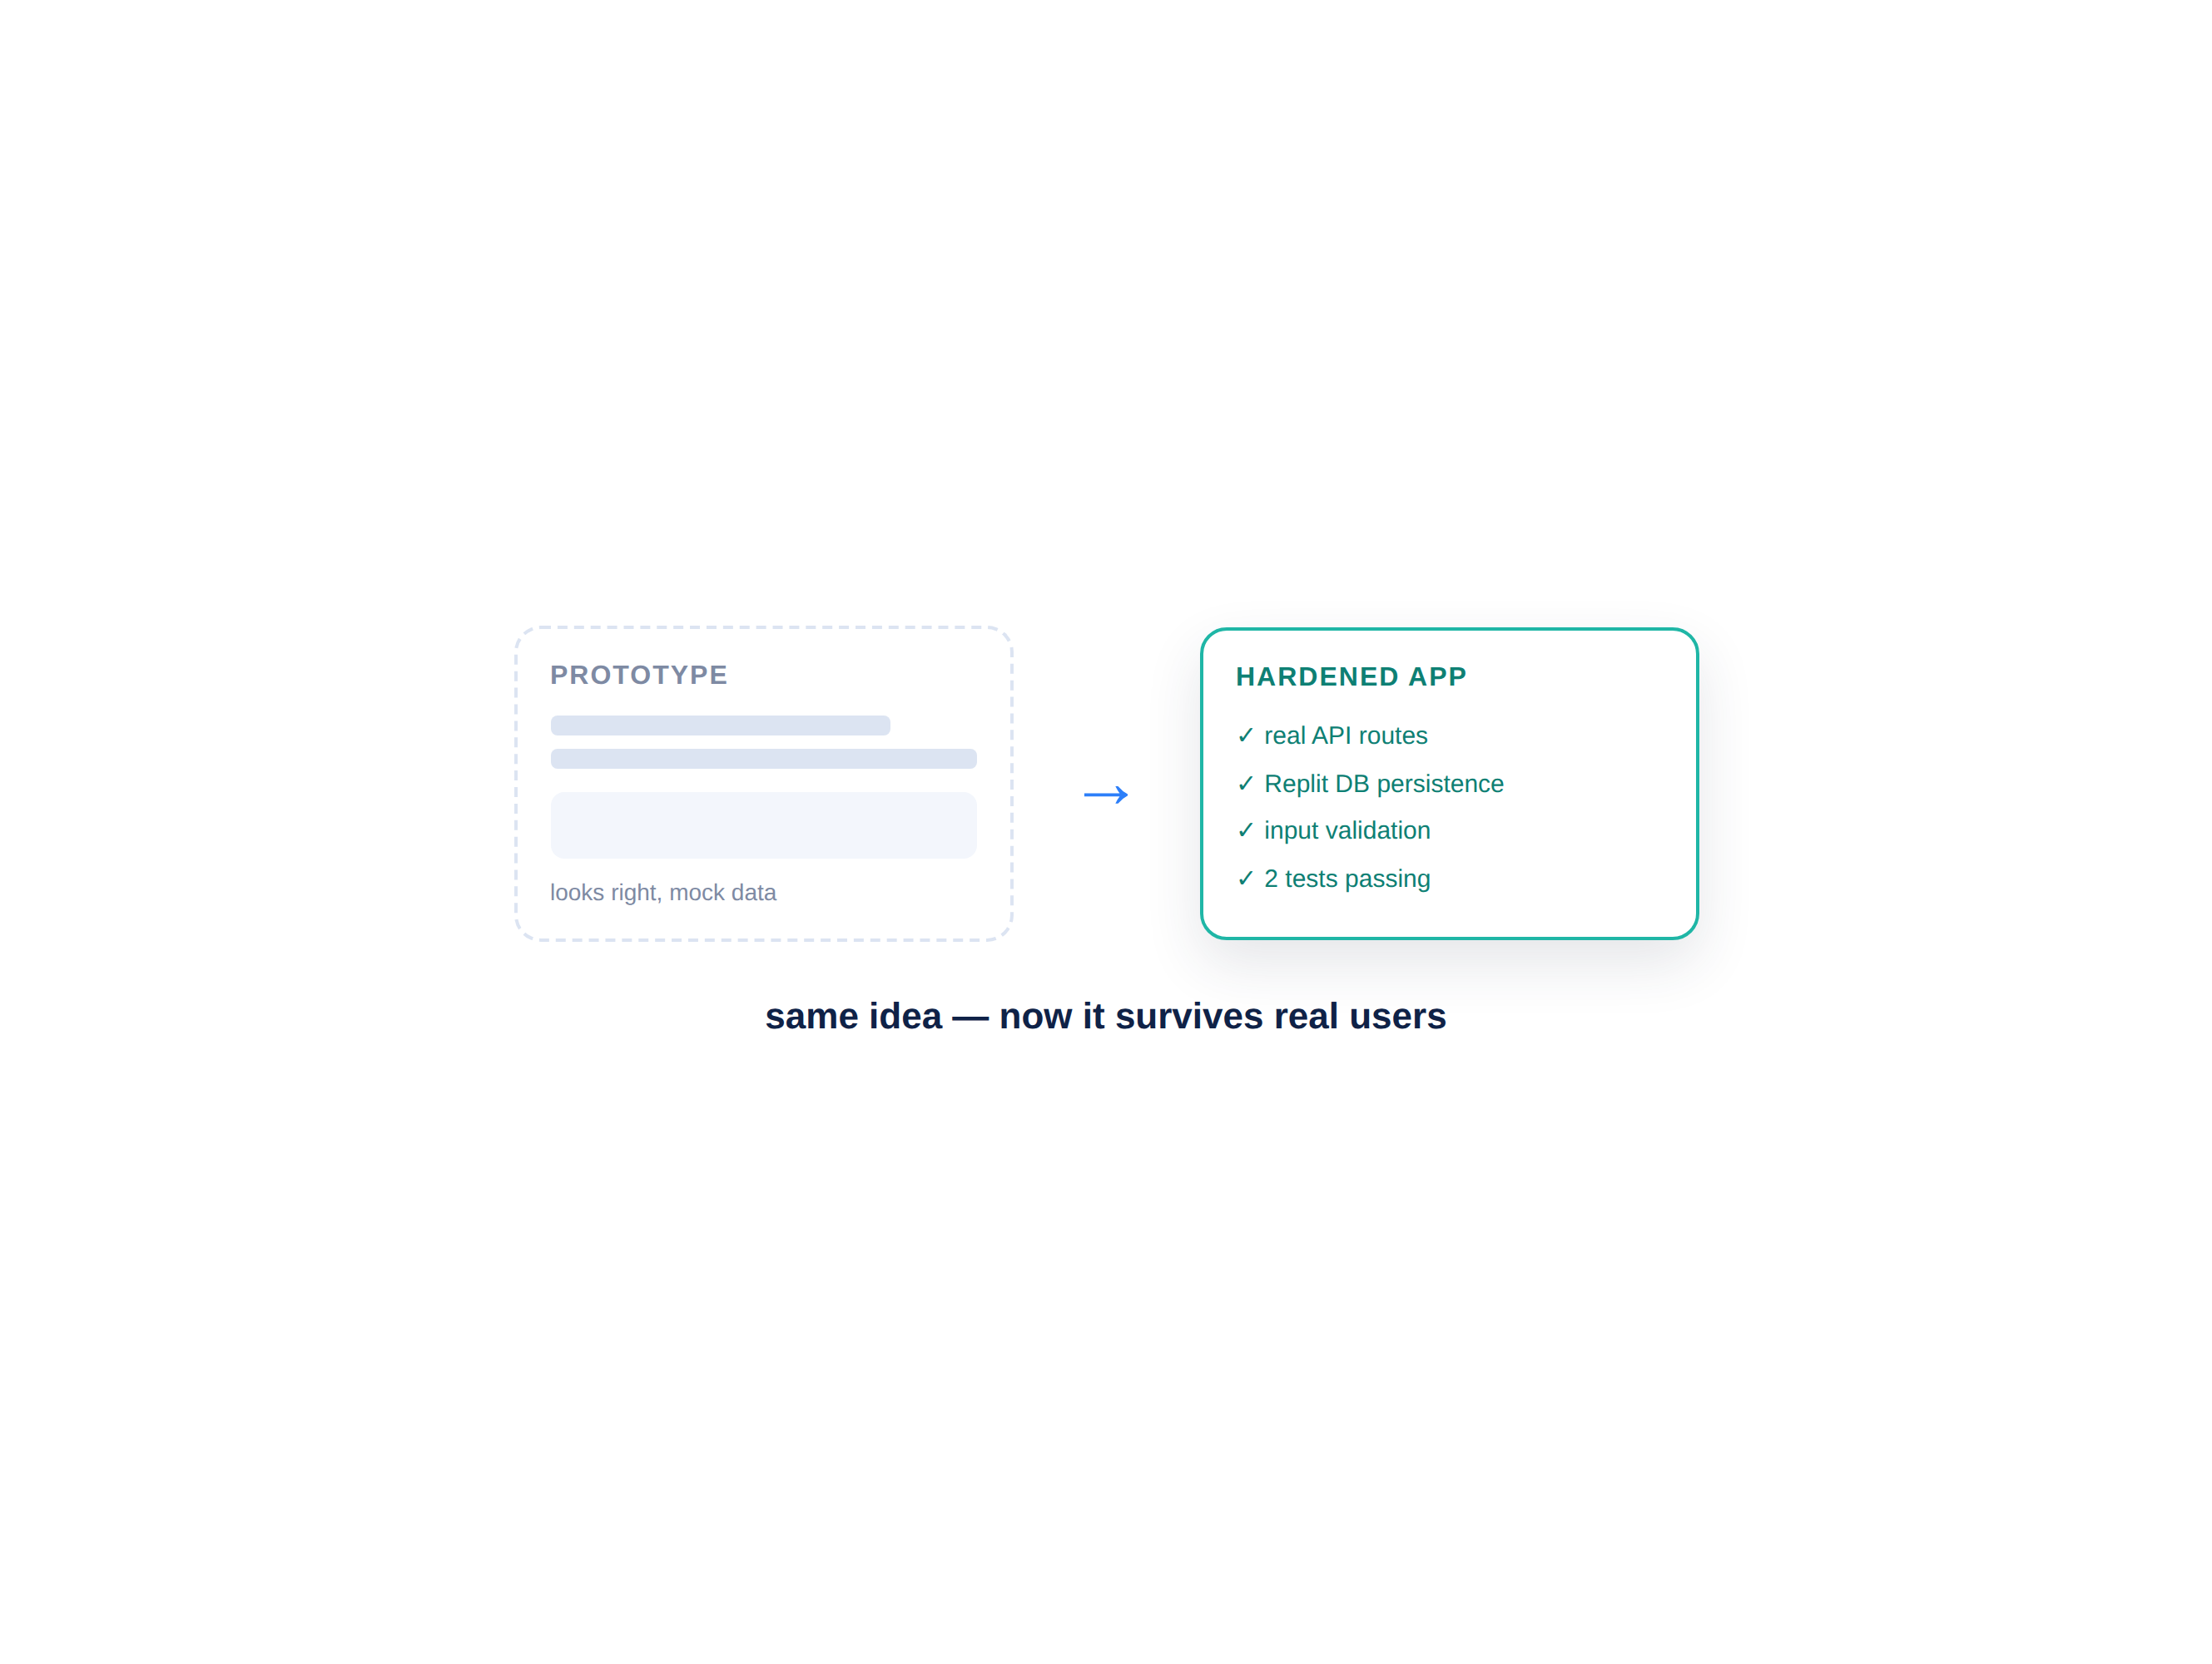 PROTOTYPE
looks right, mock data
→
HARDENED APP
✓ real API routes
✓ Replit DB persistence
✓ input validation
✓ 2 tests passing
same idea — now it survives real users